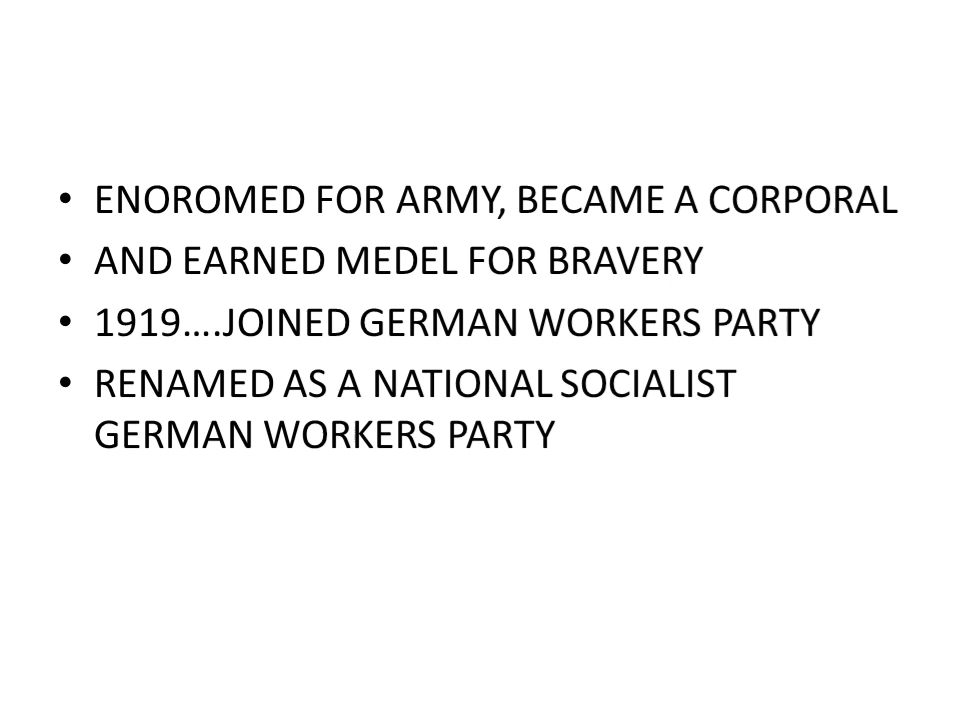 • ENOROMED FOR ARMY, BECAME A CORPORAL
• AND EARNED MEDEL FOR BRAVERY
• 1919….JOINED GERMAN WORKERS PARTY
• RENAMED AS A NATIONAL SOCIALIST
GERMAN WORKERS PARTY